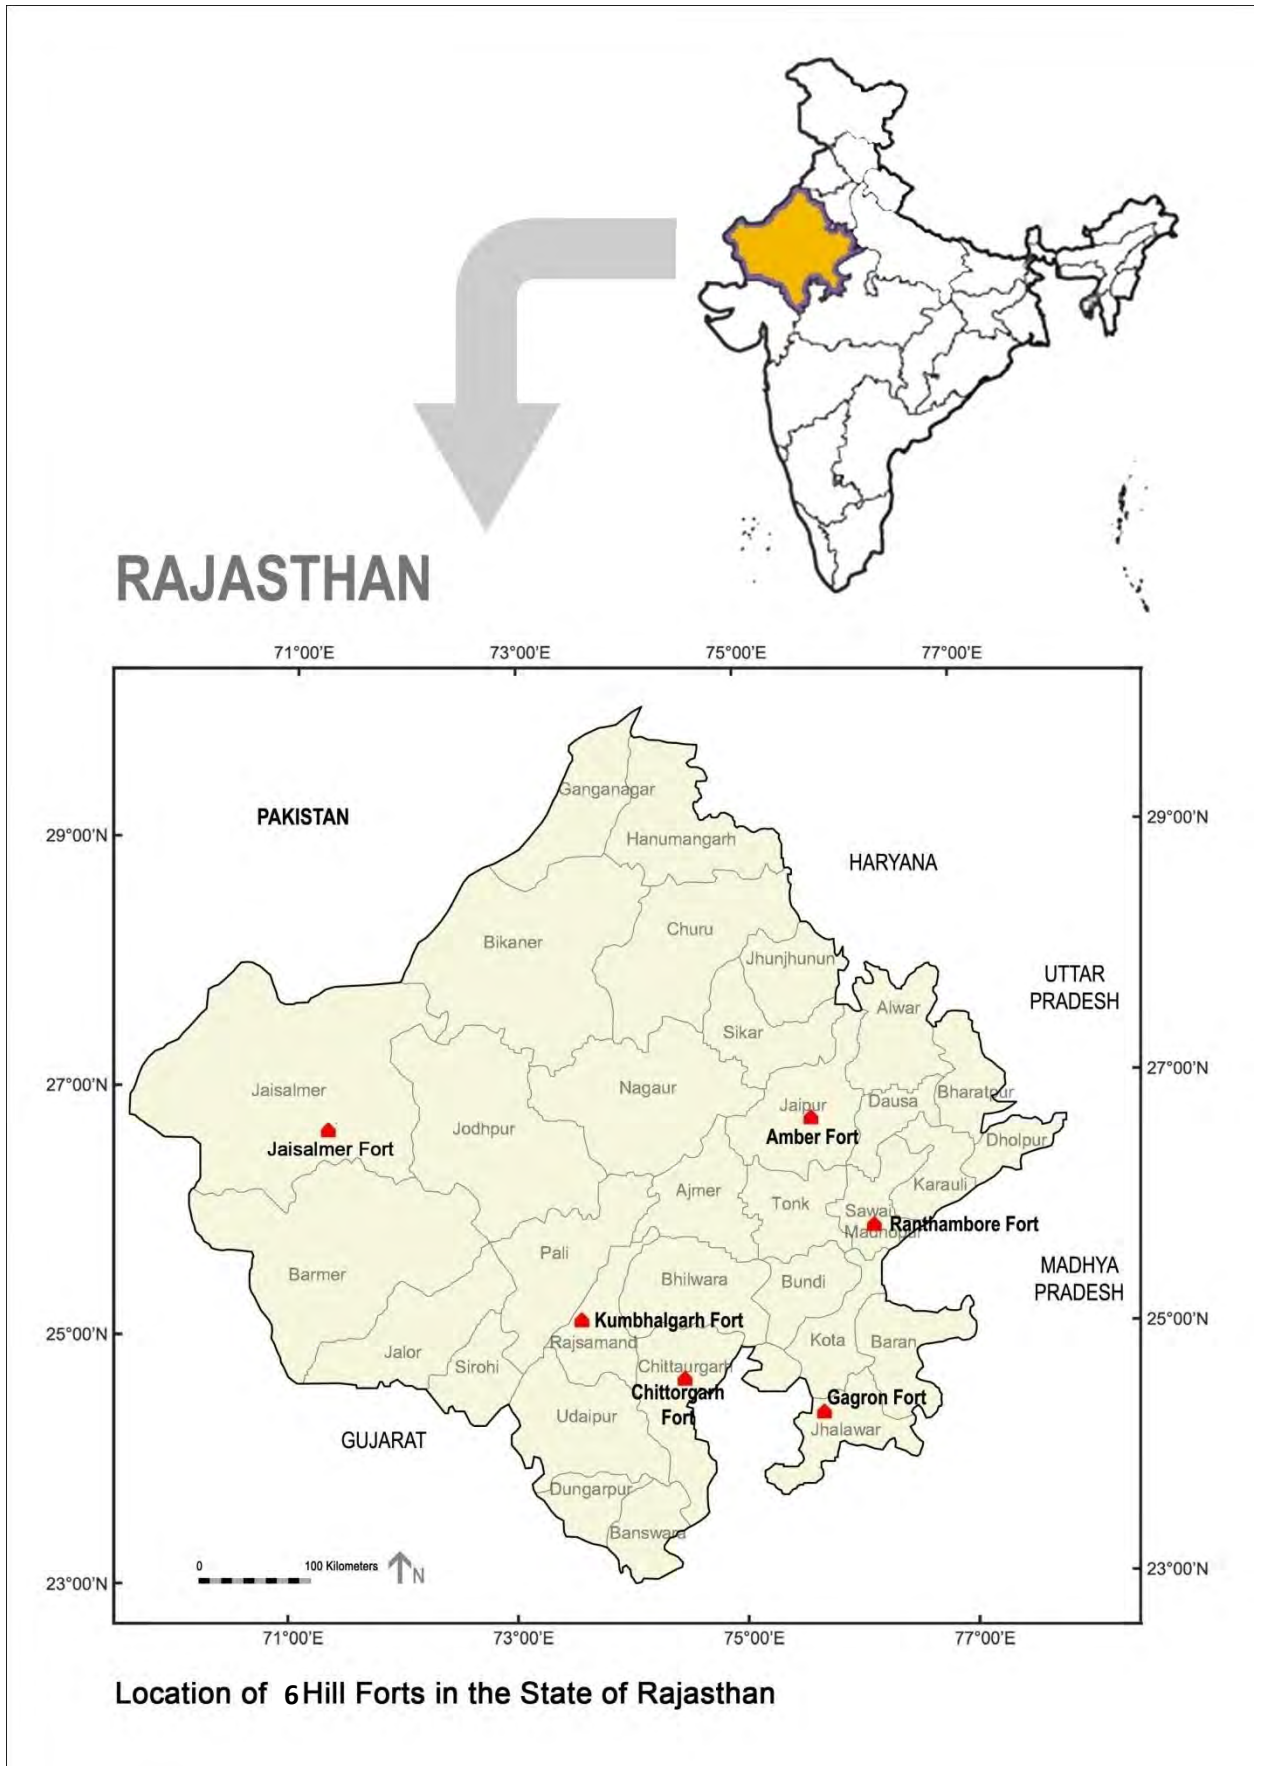 RAJASTHAN
71°00'E 73°00'E 75°00'E 77°00'E
Ganganagar
PAKISTAN
29°00'N
29°00'N
Hanumangarh
HARYANA
Churu
Bikaner
Jhunjhunun
UTTAR
PRADESH
Alwar
Sikar
27°00'N
27°00'N
Jaisalmer
Nagaur
Bharatpur
Dausa
Jaipur
Amber Fort
Jodhpur
Dholpur
Jaisalmer Fort
Karauli
Ajmer
Tonk
Sawai
Madhopur
Ranthambore Fort
Pali
MADHYA
PRADESH
Barmer
Bhilwara
Bundi
Kumbhalgarh Fort
25°00'N
25°00'N
Rajsamand
Kota
Baran
Jalor
Sirohi
Chittaurgarh
Chittorgarh
Fort
Gagron Fort
Udaipur
Jhalawar
GUJARAT
Dungarpur
Banswara
0 100 Kilometers
N
23°00'N
23°00'N
71°00'E 73°00'E 75°00'E 77°00'E
Location of 6 Hill Forts in the State of Rajasthan